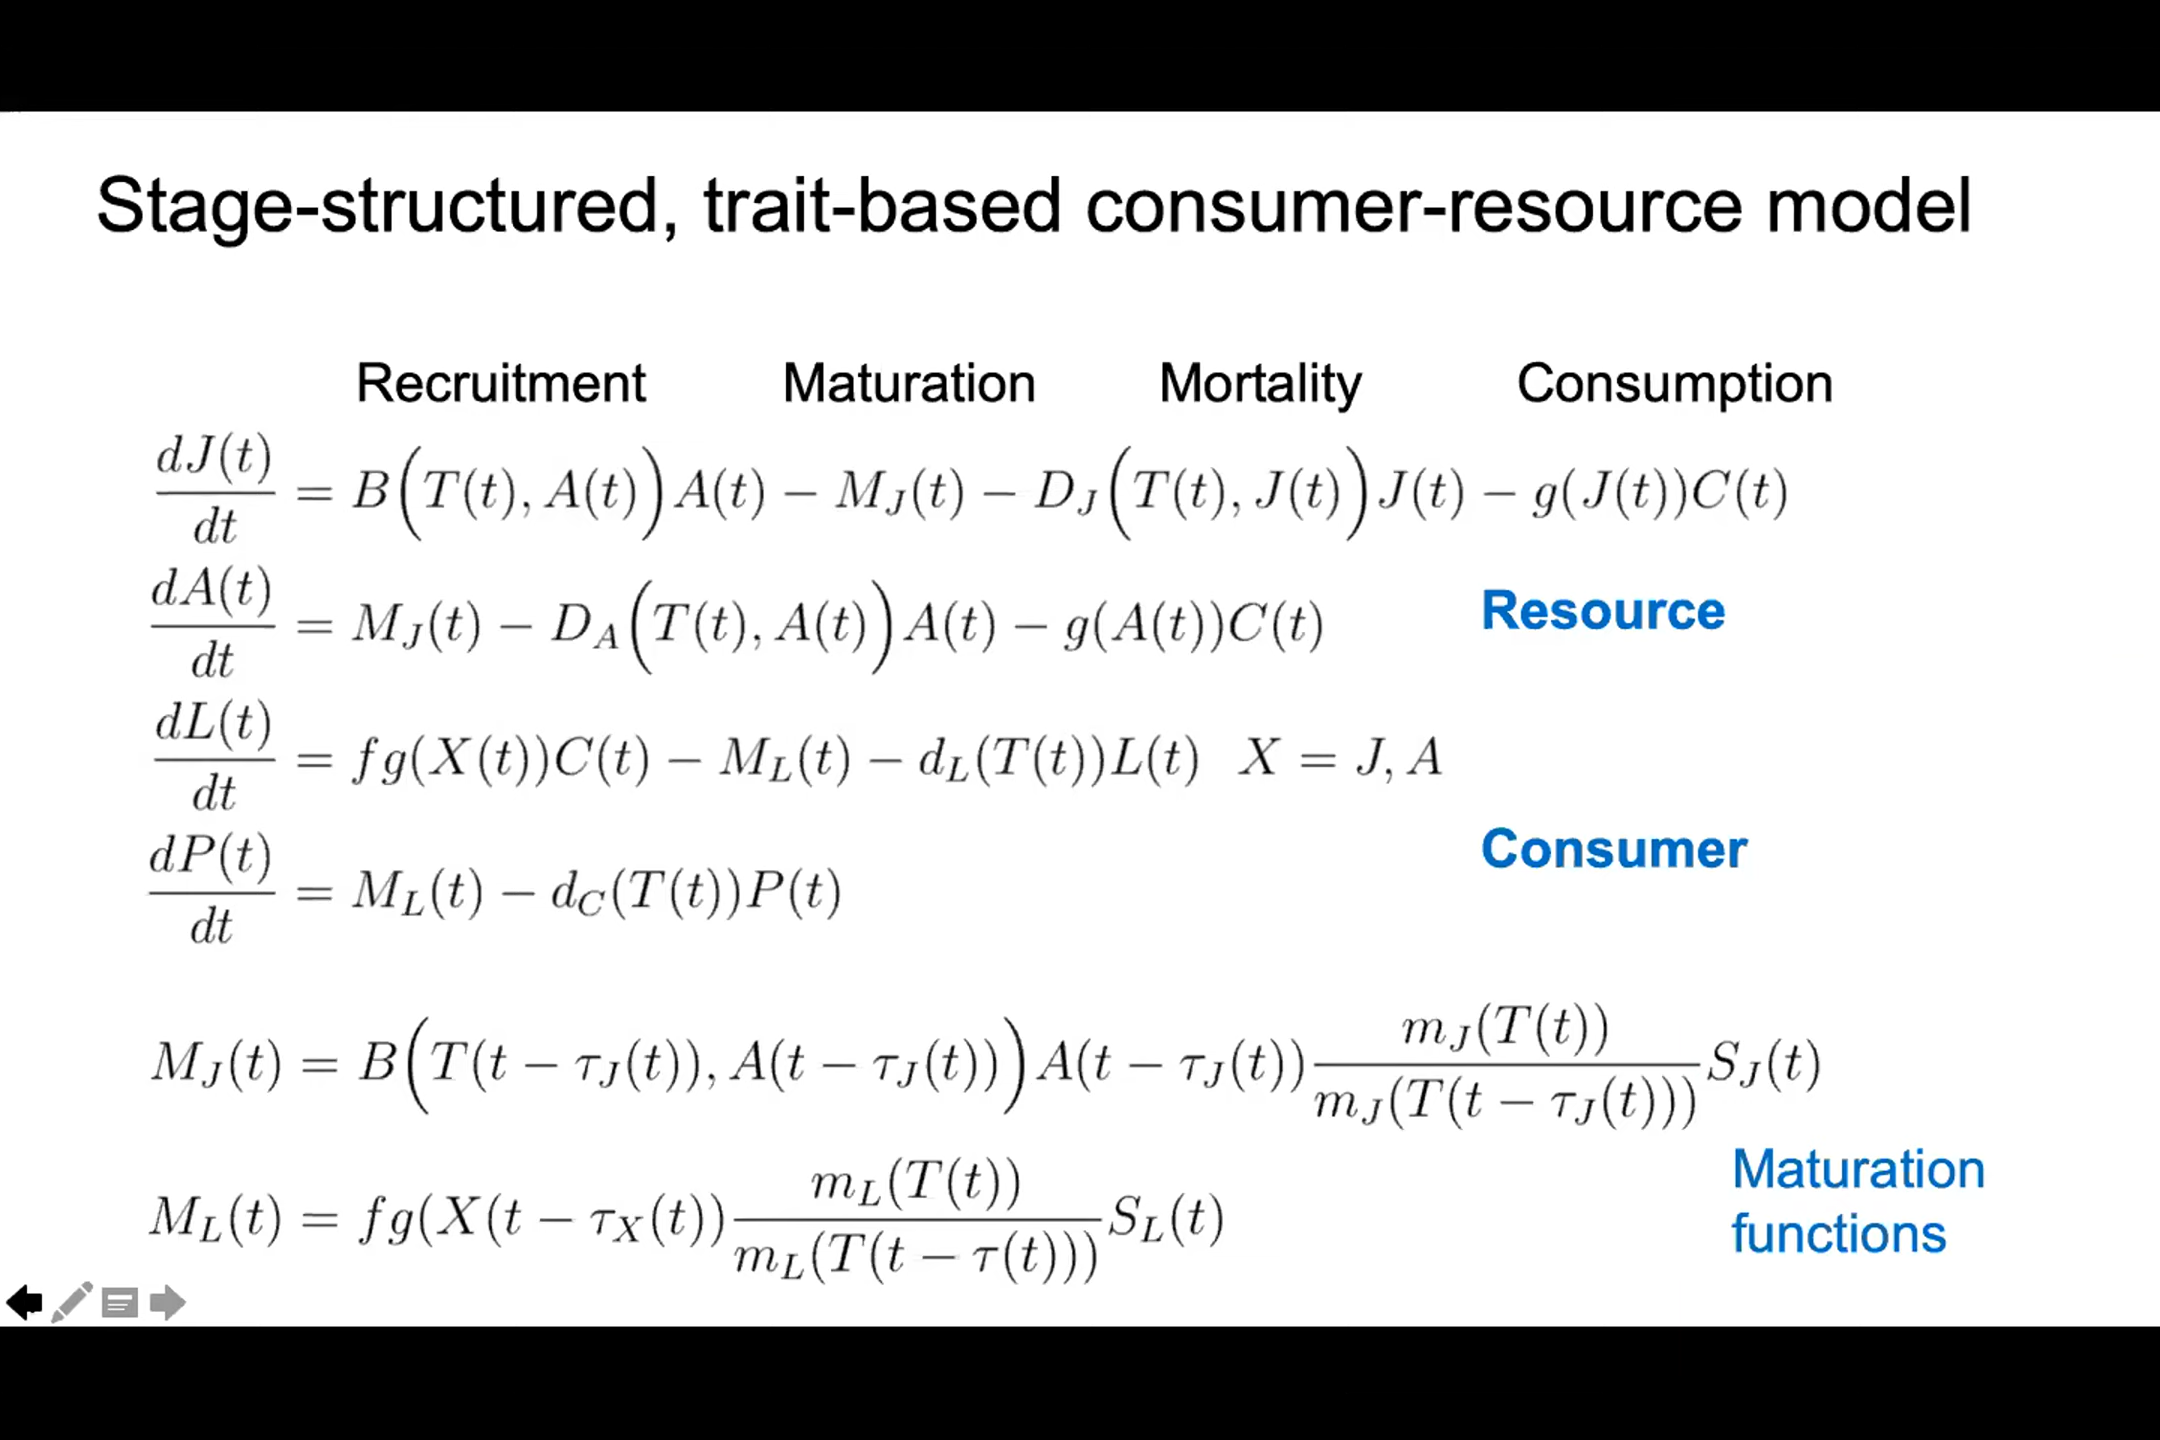 Stage-structured, trait-based consumer-resource model
Recruitment Maturation Mortality Consumption
dJ(t)/dt = B(T(t), A(t))A(t) − M_J(t) − D_J(T(t), J(t))J(t) − g(J(t))C(t)
dA(t)/dt = M_J(t) − D_A(T(t), A(t))A(t) − g(A(t))C(t) Resource
dL(t)/dt = fg(X(t))C(t) − M_L(t) − d_L(T(t))L(t) X = J, A
Consumer
dP(t)/dt = M_L(t) − d_C(T(t))P(t)
M_J(t) = B(T(t − τ_J(t)), A(t − τ_J(t)))A(t − τ_J(t)) m_J(T(t))/m_J(T(t − τ_J(t))) S_J(t)
M_L(t) = fg(X(t − τ_X(t)) m_L(T(t))/m_L(T(t − τ(t))) S_L(t)
Maturation
functions